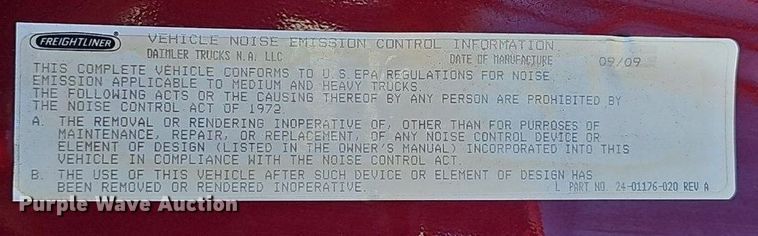 FREIGHTLINER
VEHICLE NOISE EMISSION CONTROL INFORMATION
DAIMLER TRUCKS N.A. LLC DATE OF MANUFACTURE 09/09
THIS COMPLETE VEHICLE CONFORMS TO U.S.EPA REGULATIONS FOR NOISE
EMISSION APPLICABLE TO MEDIUM AND HEAVY TRUCKS.
THE FOLLOWING ACTS OR THE CAUSING THEREOF BY ANY PERSON ARE PROHIBITED BY
THE NOISE CONTROL ACT OF 1972
A. THE REMOVAL OR RENDERING INOPERATIVE OF, OTHER THAN FOR PURPOSES OF
MAINTENANCE, REPAIR, OR REPLACEMENT, OF ANY NOISE CONTROL DEVICE OR
ELEMENT OF DESIGN (LISTED IN THE OWNER'S MANUAL) INCORPORATED INTO THIS
VEHICLE IN COMPLIANCE WITH THE NOISE CONTROL ACT.
B. THE USE OF THIS VEHICLE AFTER SUCH DEVICE OR ELEMENT OF DESIGN HAS
BEEN REMOVED OR RENDERED INOPERATIVE. L PART NO. 24-01176-020 REV A
Purple Wave Auction